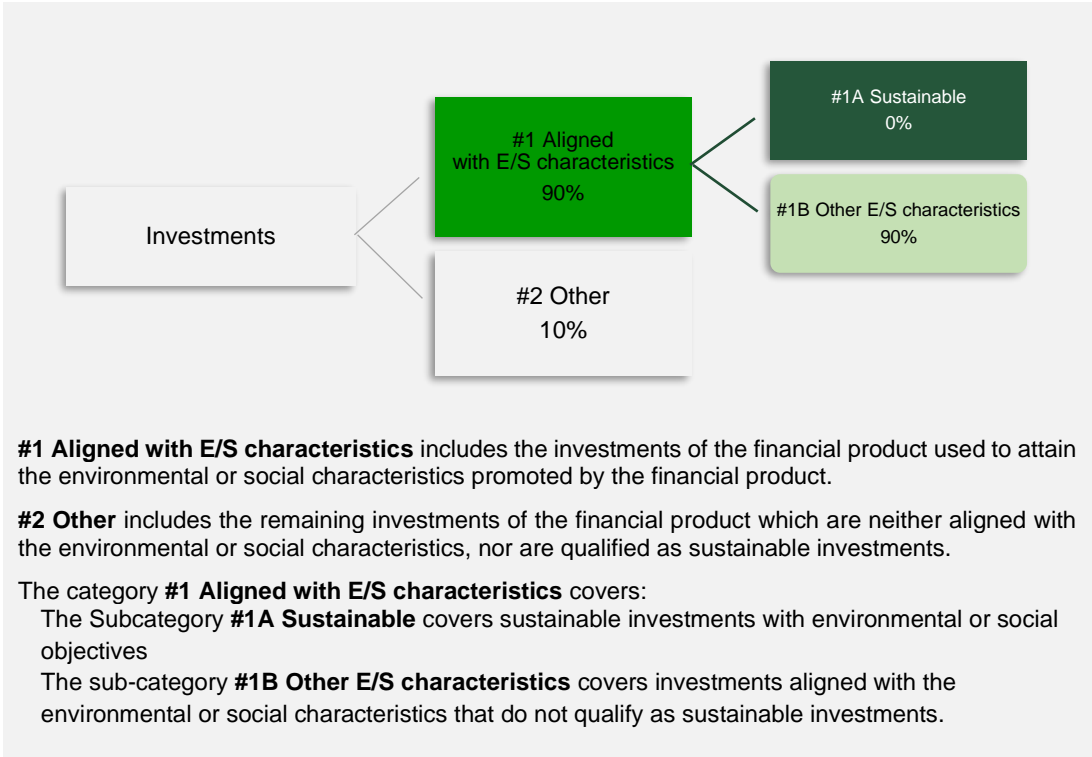 #1A Sustainable
0%
#1 Aligned
with E/S characteristics
90%
#1B Other E/S characteristics
90%
Investments
#2 Other
10%
#1 Aligned with E/S characteristics includes the investments of the financial product used to attain
the environmental or social characteristics promoted by the financial product.
#2 Other includes the remaining investments of the financial product which are neither aligned with
the environmental or social characteristics, nor are qualified as sustainable investments.
The category #1 Aligned with E/S characteristics covers:
The Subcategory #1A Sustainable covers sustainable investments with environmental or social
objectives
The sub-category #1B Other E/S characteristics covers investments aligned with the
environmental or social characteristics that do not qualify as sustainable investments.